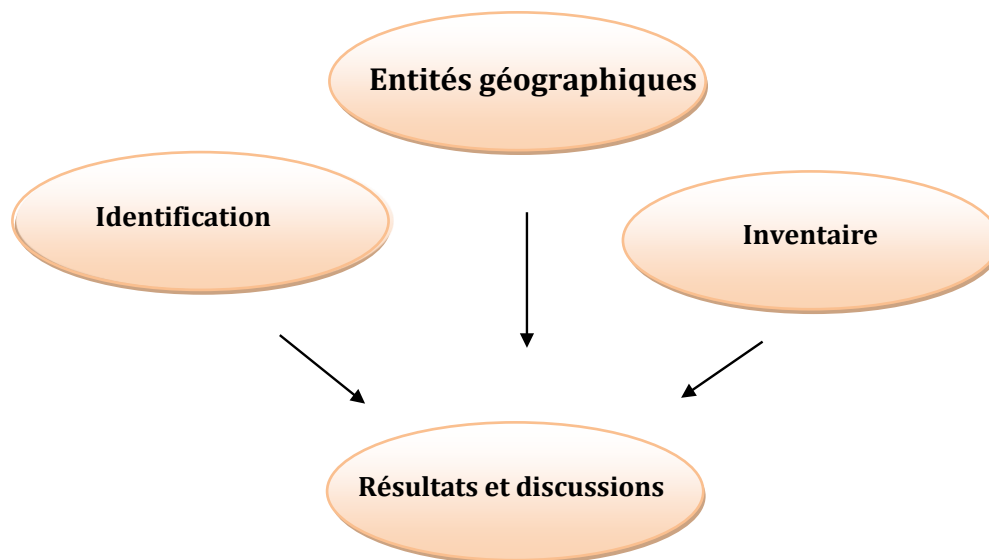 Entités géographiques
Identification
Inventaire
Résultats et discussions